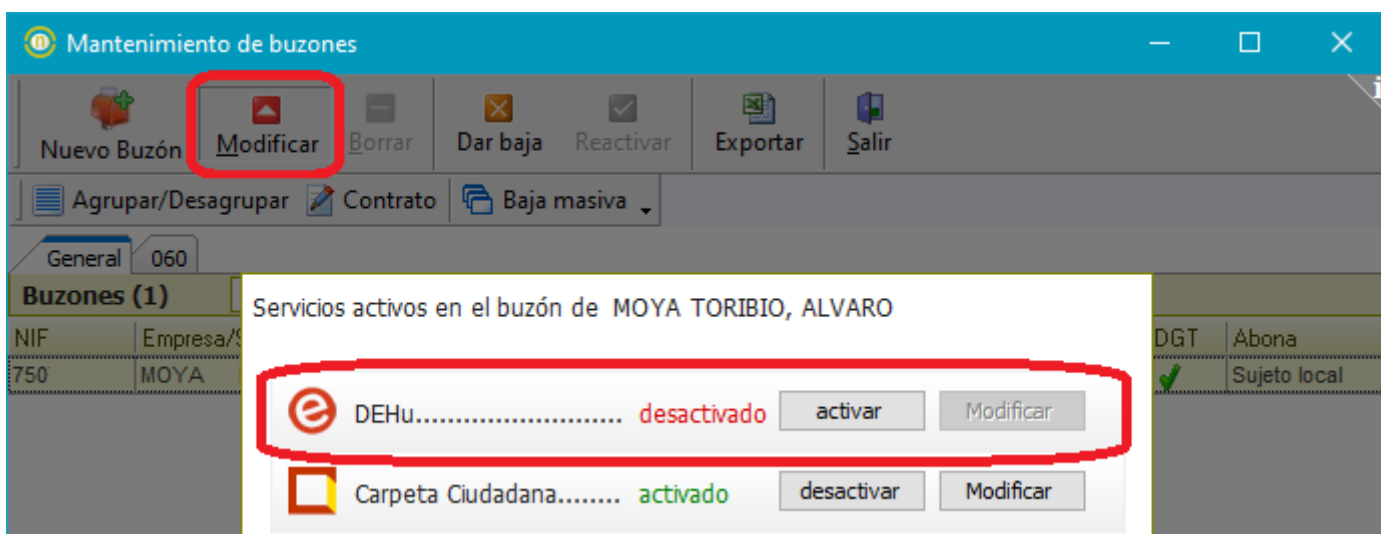 Mantenimiento de buzones
Nuevo Buzón Modificar Borrar Dar baja Reactivar Exportar Salir
Agrupar/Desagrupar Contrato Baja masiva
General 060
Buzones (1)
Servicios activos en el buzón de MOYA TORIBIO, ALVARO
NIF Empresa/ DGT Abona
750 MOYA Sujeto local
DEHu.......................... desactivado activar Modificar
Carpeta Ciudadana........ activado desactivar Modificar